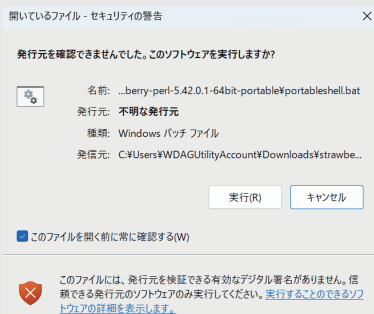 開いているファイル - セキュリティの警告
発行元を確認できませんでした。このソフトウェアを実行しますか?
名前: ...berry-perl-5.42.0.1-64bit-portable¥portableshell.bat
発行元: 不明な発行元
種類: Windows バッチ ファイル
発信元: C:¥Users¥WDAGUtilityAccount¥Downloads¥strawbe...
実行(R) キャンセル
このファイルを開く前に常に確認する(W)
このファイルには、発行元を検証できる有効なデジタル署名がありません。信
頼できる発行元のソフトウェアのみ実行してください。実行することのできるソフ
トウェアの詳細を表示します。